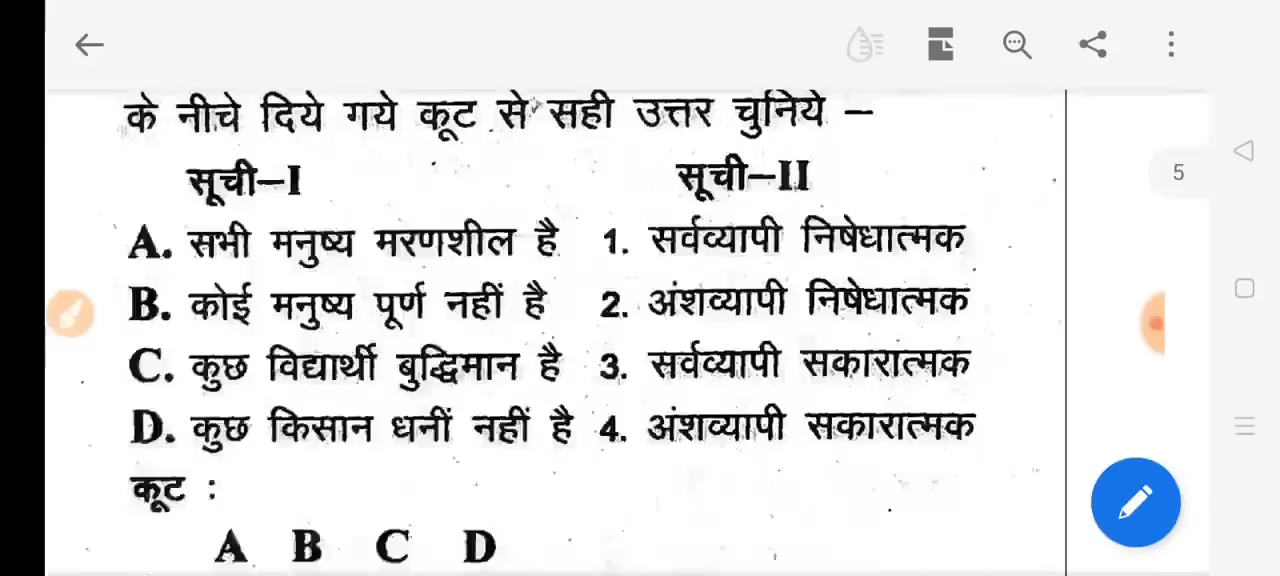 के नीचे दिये गये कूट से सही उत्तर चुनिये –
सूची–I सूची–II
5
A. सभी मनुष्य मरणशील है 1. सर्वव्यापी निषेधात्मक
B. कोई मनुष्य पूर्ण नहीं है 2. अंशव्यापी निषेधात्मक
C. कुछ विद्यार्थी बुद्धिमान है 3. सर्वव्यापी सकारात्मक
D. कुछ किसान धनीं नहीं है 4. अंशव्यापी सकारात्मक
कूट :
A B C D